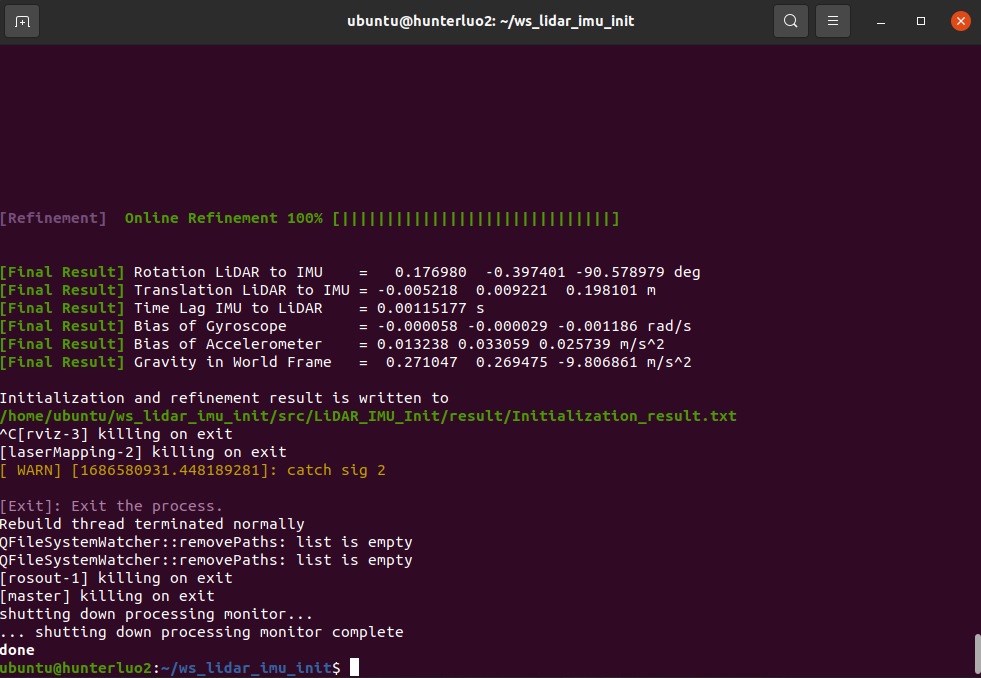 ubuntu@hunterluo2: ~/ws_lidar_imu_init
[Refinement]  Online Refinement 100% [||||||||||||||||||||||||||||||]
[Final Result] Rotation LiDAR to IMU    =   0.176980  -0.397401 -90.578979 deg
[Final Result] Translation LiDAR to IMU = -0.005218  0.009221  0.198101 m
[Final Result] Time Lag IMU to LiDAR    = 0.00115177 s
[Final Result] Bias of Gyroscope        = -0.000058 -0.000029 -0.001186 rad/s
[Final Result] Bias of Accelerometer    = 0.013238 0.033059 0.025739 m/s^2
[Final Result] Gravity in World Frame   =  0.271047  0.269475 -9.806861 m/s^2
Initialization and refinement result is written to
/home/ubuntu/ws_lidar_imu_init/src/LiDAR_IMU_Init/result/Initialization_result.txt
^C[rviz-3] killing on exit
[laserMapping-2] killing on exit
[ WARN] [1686580931.448189281]: catch sig 2
[Exit]: Exit the process.
Rebuild thread terminated normally
QFileSystemWatcher::removePaths: list is empty
QFileSystemWatcher::removePaths: list is empty
[rosout-1] killing on exit
[master] killing on exit
shutting down processing monitor...
... shutting down processing monitor complete
done
ubuntu@hunterluo2:~/ws_lidar_imu_init$